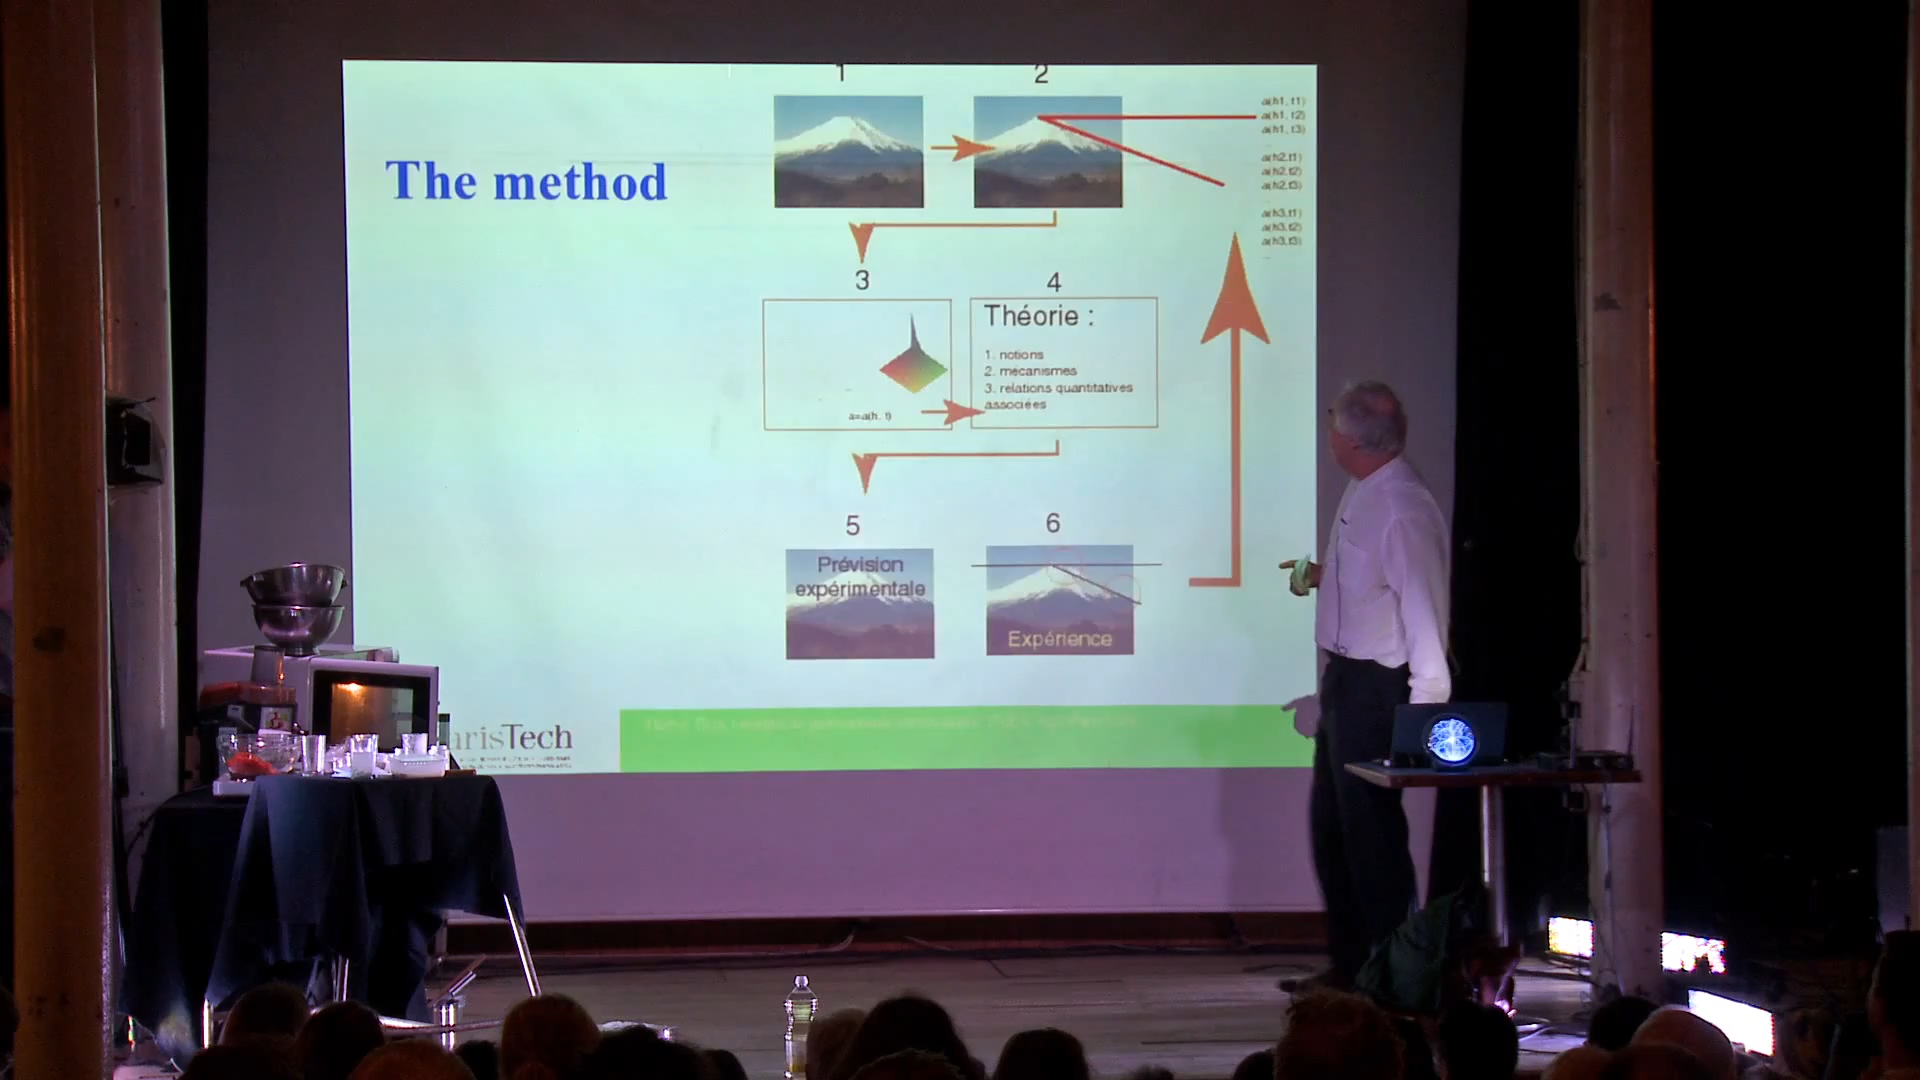 1
2
The method
a(h1, t1)
a(h1, t2)
a(h1, t3)
a(h2,t1)
a(h2,t2)
a(h2,t3)
a(h3,t1)
a(h3,t2)
a(h3,t3)
3
4
a=a(h, t)
Théorie :
1. notions
2. mécanismes
3. relations quantitatives
associées
5
6
Prévision
expérimentale
Expérience
arisTech